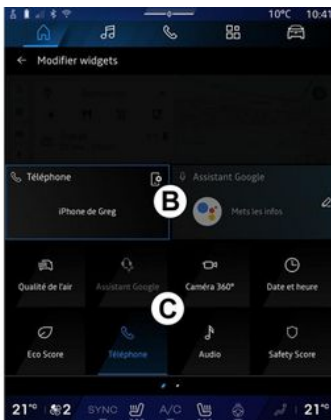 10°C 10:41
← Modifier widgets
Téléphone
Assistant Google
iPhone de Greg
B
Mets les infos
Qualité de l'air
Assistant Google
Caméra 360°
Date et heure
C
Eco Score
Téléphone
Audio
Safety Score
21°C 2 SYNC A/C 21°C